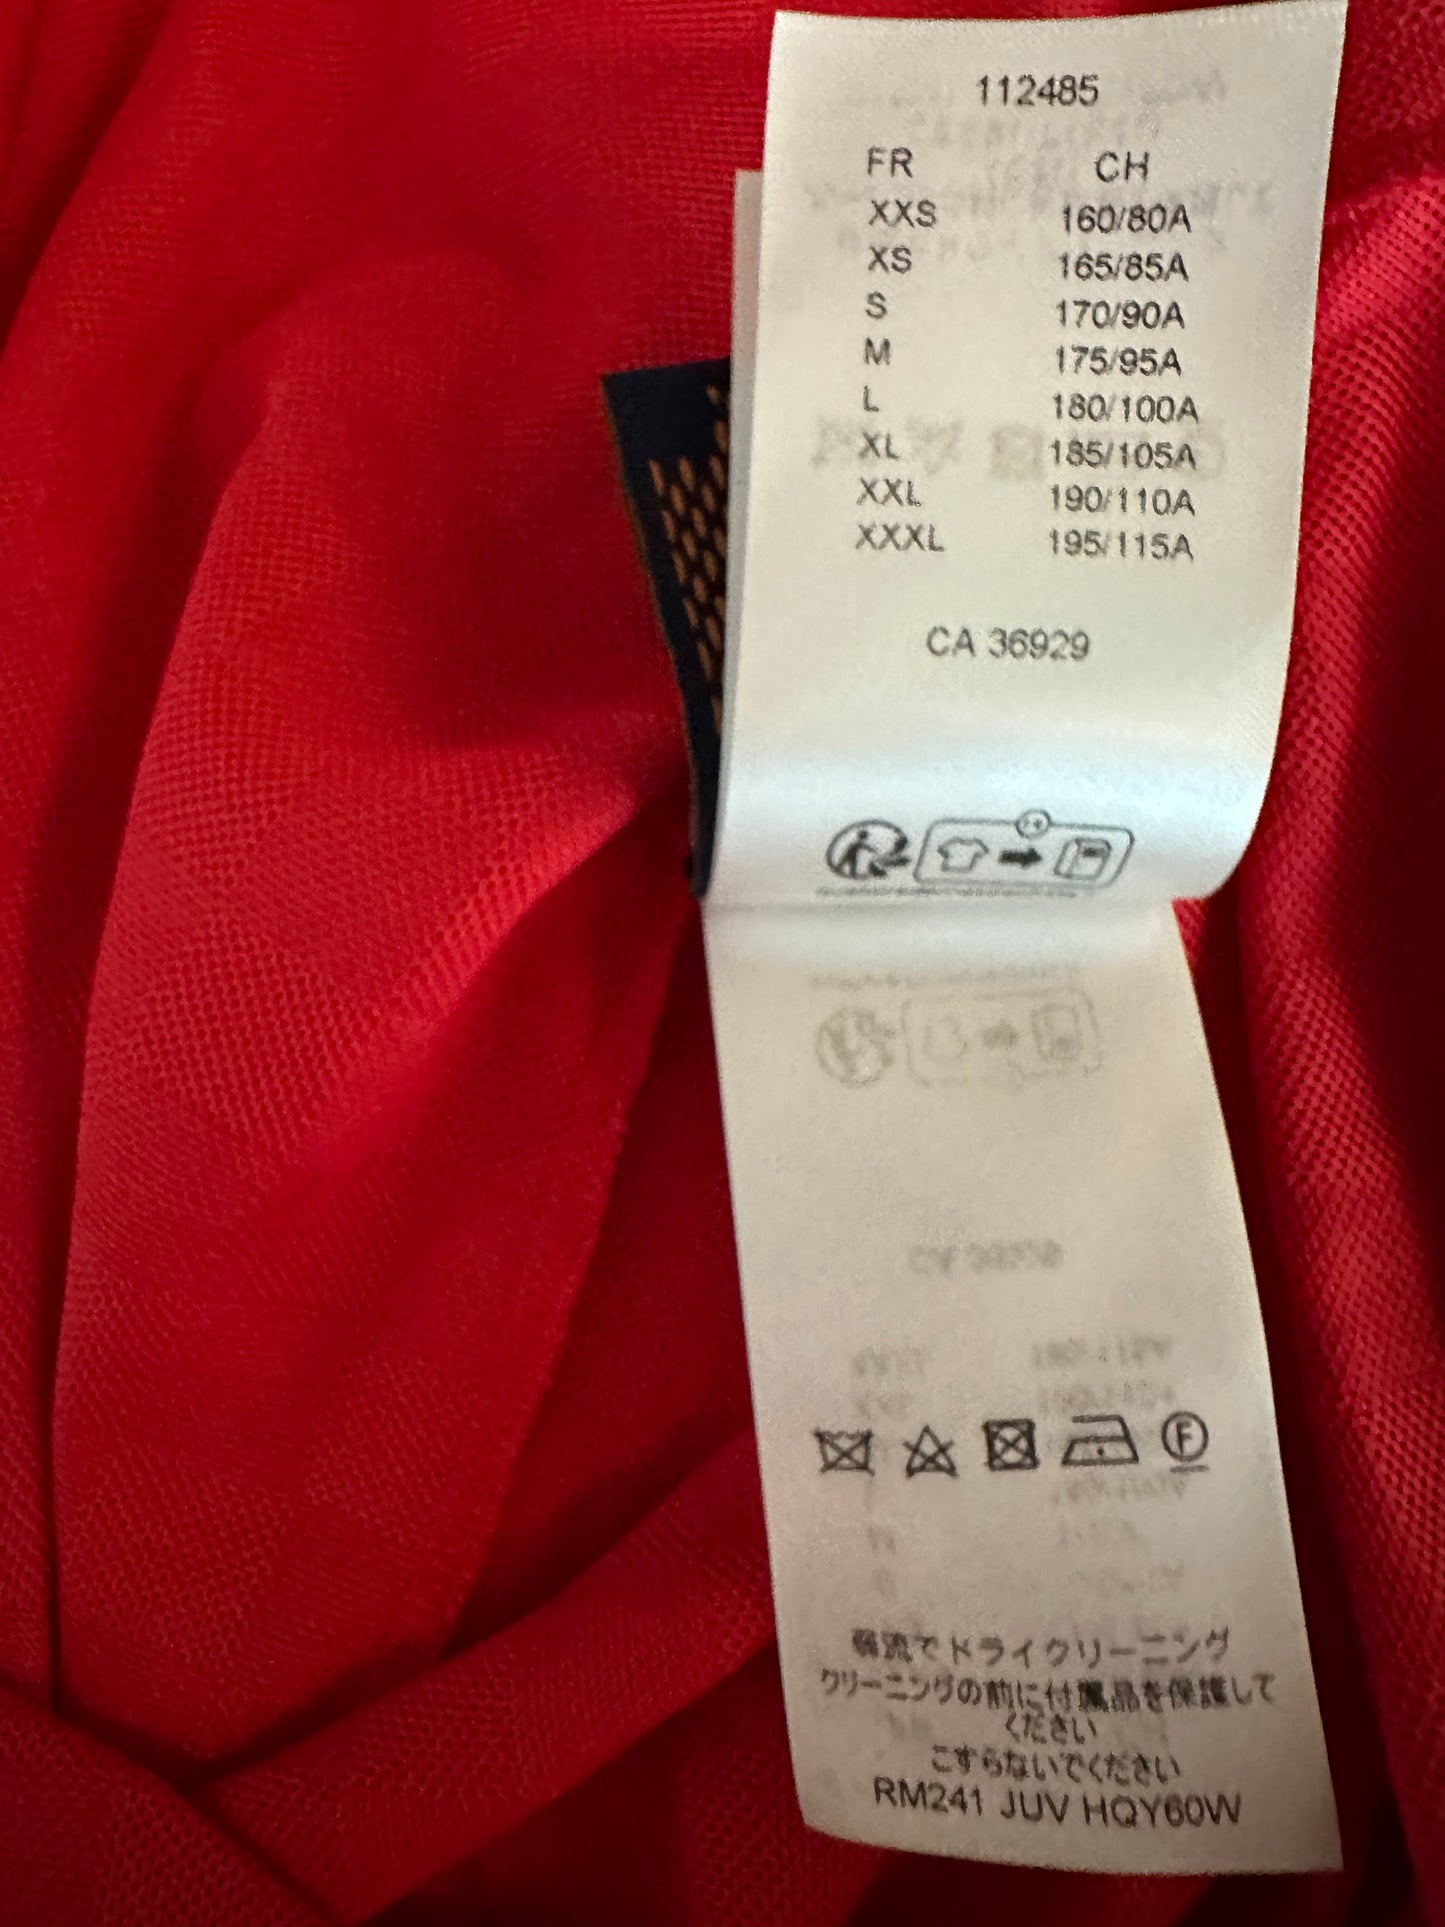 112485
FR CH
XXS 160/80A
XS 165/85A
S 170/90A
M 175/95A
L 180/100A
XL 185/105A
XXL 190/110A
XXXL 195/115A
CA 36929
F
弱流でドライクリーニング
クリーニングの前に付属品を保護して
ください
こすらないでください
RM241 JUV HQY60W